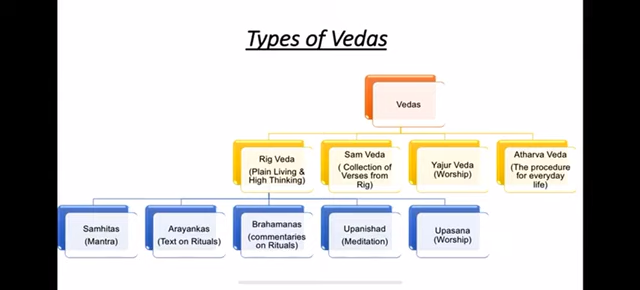 Types of Vedas
Vedas
Rig Veda
(Plain Living &
High Thinking)
Sam Veda
( Collection of
Verses from
Rig)
Yajur Veda
(Worship)
Atharva Veda
(The procedure
for everyday
life)
Samhitas
(Mantra)
Arayankas
(Text on Rituals)
Brahamanas
(commentaries
on Rituals)
Upanishad
(Meditation)
Upasana
(Worship)